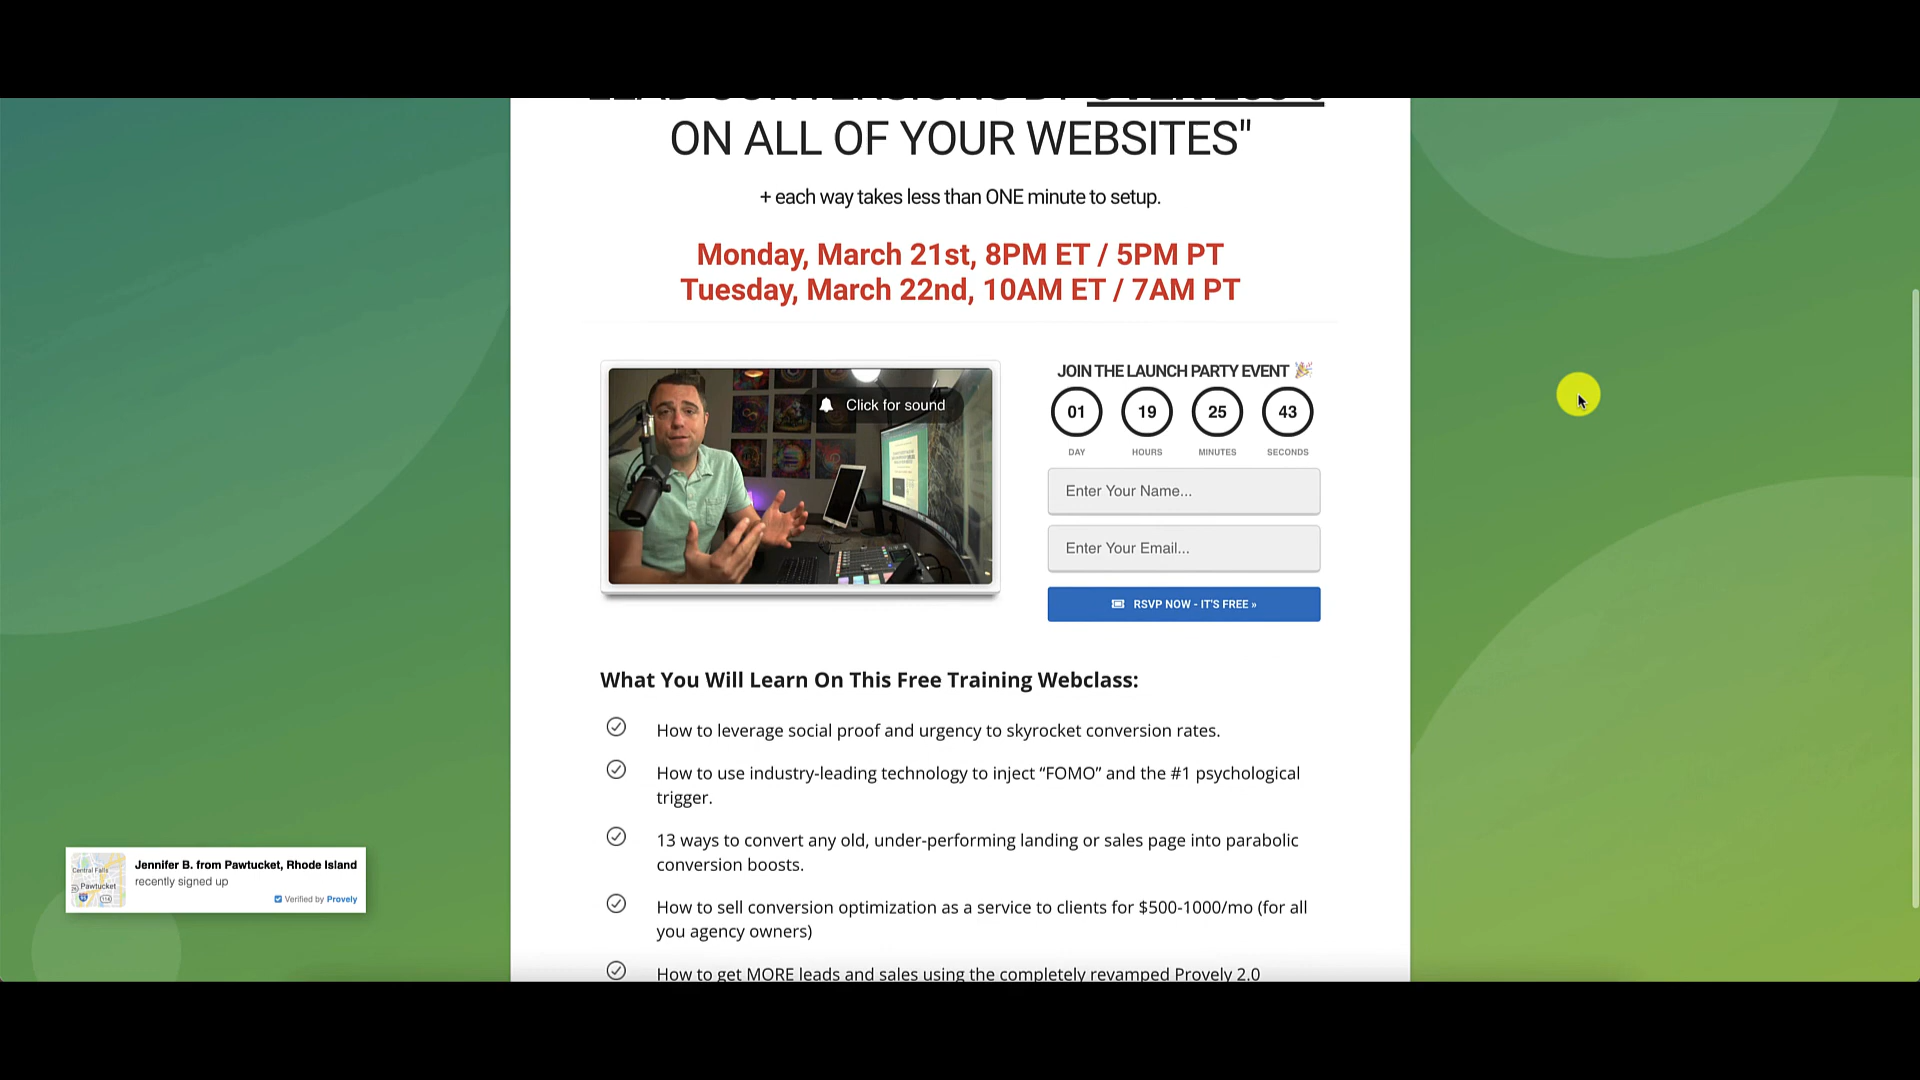 ON ALL OF YOUR WEBSITES"
+ each way takes less than ONE minute to setup.
Monday, March 21st, 8PM ET / 5PM PT
Tuesday, March 22nd, 10AM ET / 7AM PT
Click for sound
JOIN THE LAUNCH PARTY EVENT 🎉
01 19 25 43
DAY HOURS MINUTES SECONDS
Enter Your Name...
Enter Your Email...
RSVP NOW - IT'S FREE »
What You Will Learn On This Free Training Webclass:
How to leverage social proof and urgency to skyrocket conversion rates.
How to use industry-leading technology to inject “FOMO” and the #1 psychological
trigger.
13 ways to convert any old, under-performing landing or sales page into parabolic
conversion boosts.
How to sell conversion optimization as a service to clients for $500-1000/mo (for all
you agency owners)
How to get MORE leads and sales using the completely revamped Provely 2.0
Central Falls
Pawtucket
Jennifer B. from Pawtucket, Rhode Island
recently signed up
Verified by Provely